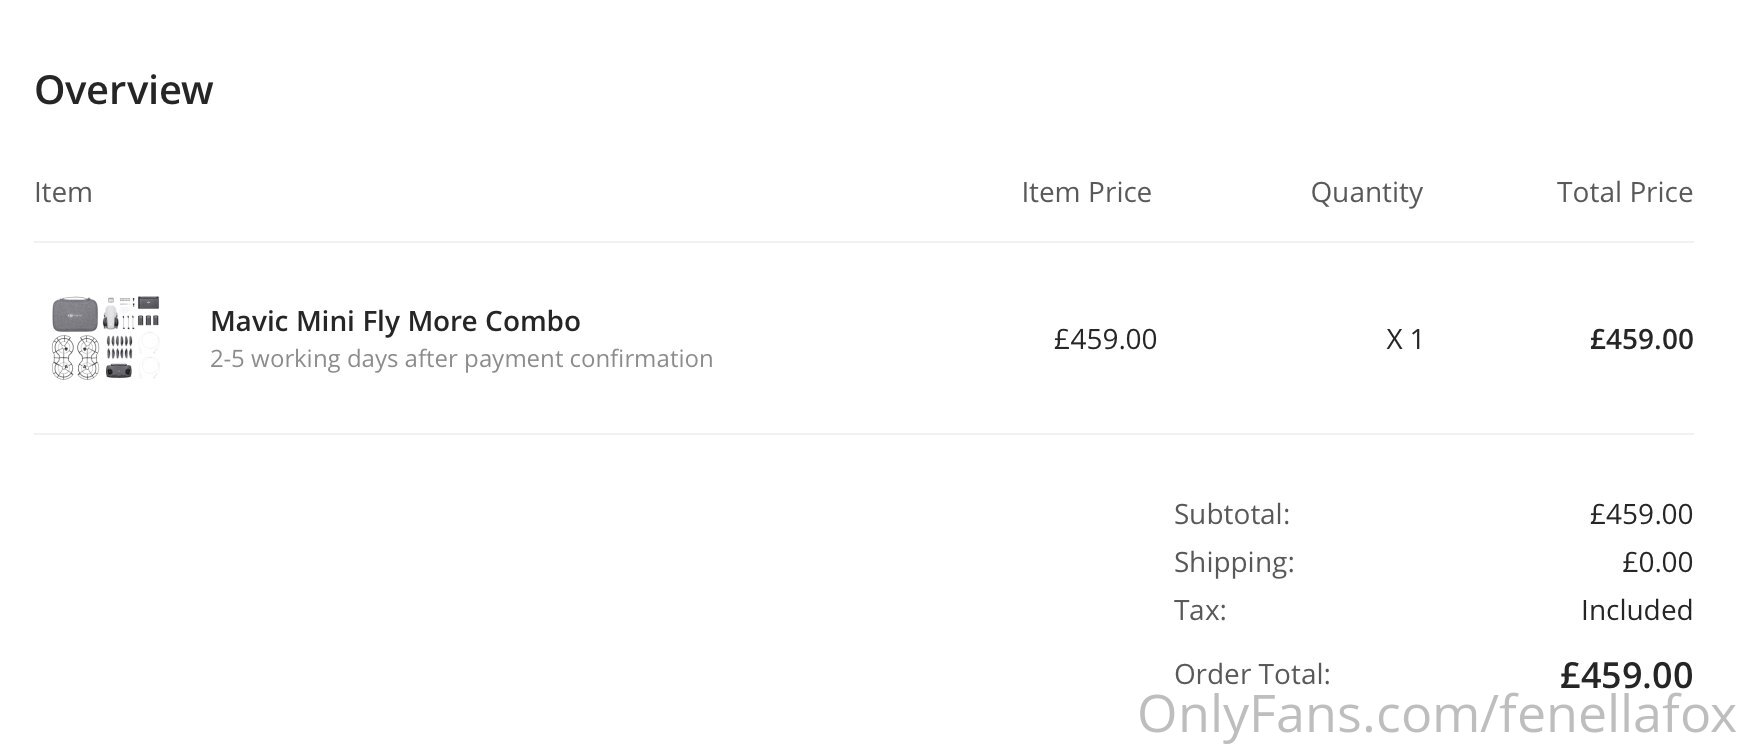 Overview
Item Item Price Quantity Total Price
Mavic Mini Fly More Combo
2-5 working days after payment confirmation
£459.00 X 1 £459.00
Subtotal: £459.00
Shipping: £0.00
Tax: Included
Order Total: £459.00
OnlyFans.com/fenellafox